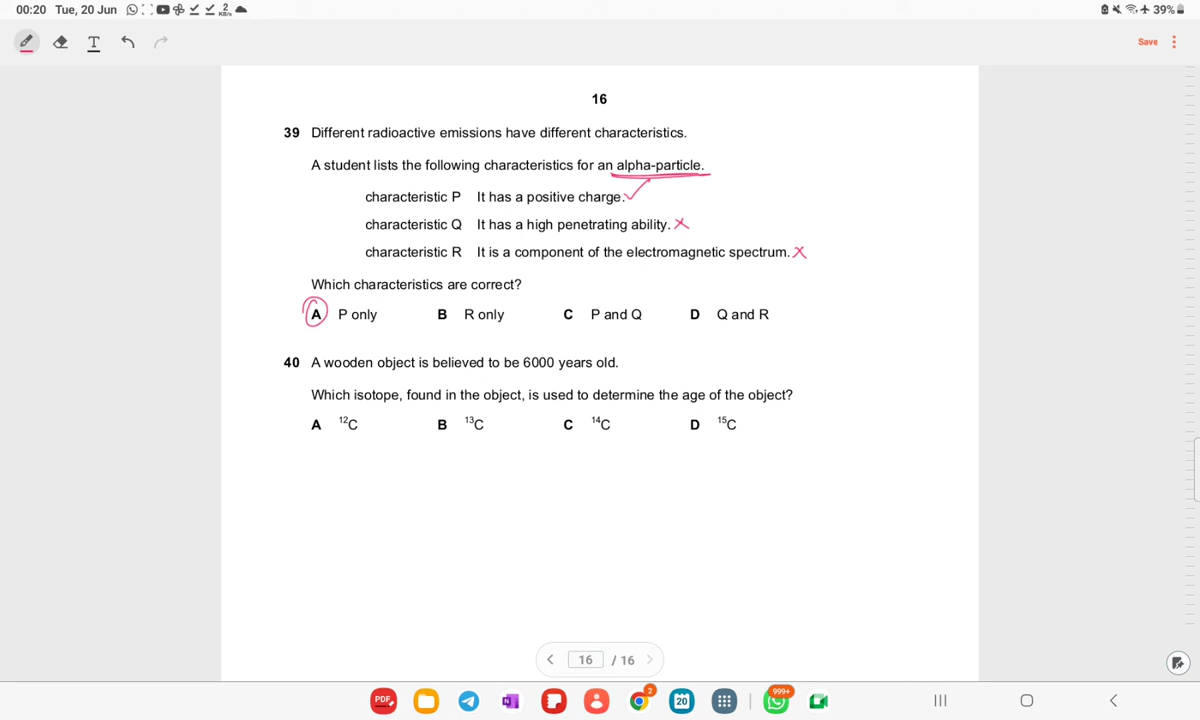 00:20 Tue, 20 Jun 2 KB/s 39%
T Save
16
39 Different radioactive emissions have different characteristics.
A student lists the following characteristics for an alpha-particle.
characteristic P It has a positive charge.
characteristic Q It has a high penetrating ability.
characteristic R It is a component of the electromagnetic spectrum.
Which characteristics are correct?
A P only B R only C P and Q D Q and R
40 A wooden object is believed to be 6000 years old.
Which isotope, found in the object, is used to determine the age of the object?
A ¹²C B ¹³C C ¹⁴C D ¹⁵C
16 / 16
PDF N 2 20 999+